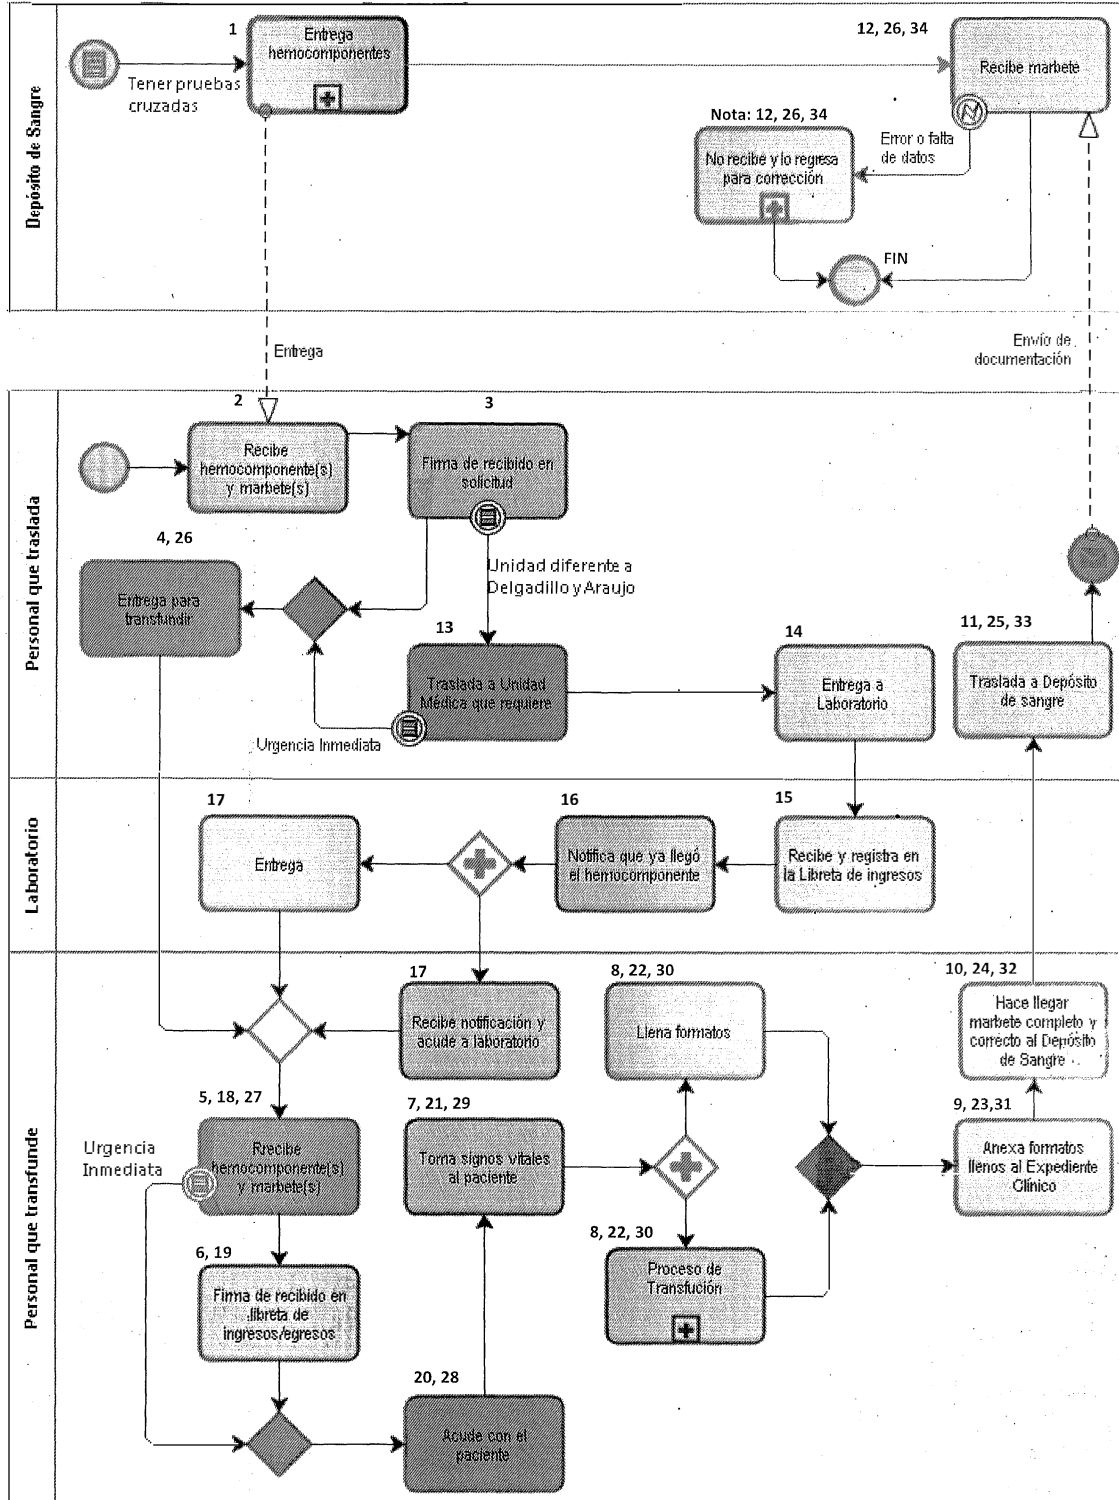 Depósito de Sangre
1
Entrega
hemocomponentes
Tener pruebas
cruzadas
12, 26, 34
Recibe marbete
Nota: 12, 26, 34
No recibe y lo regresa
para corrección
Error o falta
de datos
FIN
Entrega
Envío de
documentación
Personal que traslada
2
Recibe
hemocomponente(s)
y marbete(s)
3
Firma de recibido en
solicitud
4, 26
Entrega para
transfundir
Unidad diferente a
Delgadillo y Araujo
13
Traslada a Unidad
Médica que requiere
Urgencia Inmediata
14
Entrega a
Laboratorio
11, 25, 33
Traslada a Depósito
de sangre
Laboratorio
17
Entrega
16
Notifica que ya llegó
el hemocomponente
15
Recibe y registra en
la Libreta de ingresos
Personal que transfunde
17
Recibe notificación y
acude a laboratorio
8, 22, 30
Llena formatos
10, 24, 32
Hace llegar
marbete completo y
correcto al Depósito
de Sangre
5, 18, 27
Rrecibe
hemocomponente(s)
y marbete(s)
Urgencia
Inmediata
7, 21, 29
Toma signos vitales
al paciente
9, 23,31
Anexa formatos
llenos al Expediente
Clínico
6, 19
Firma de recibido en
libreta de
ingresos/egresos
8, 22, 30
Proceso de
Transfución
20, 28
Acude con el
paciente